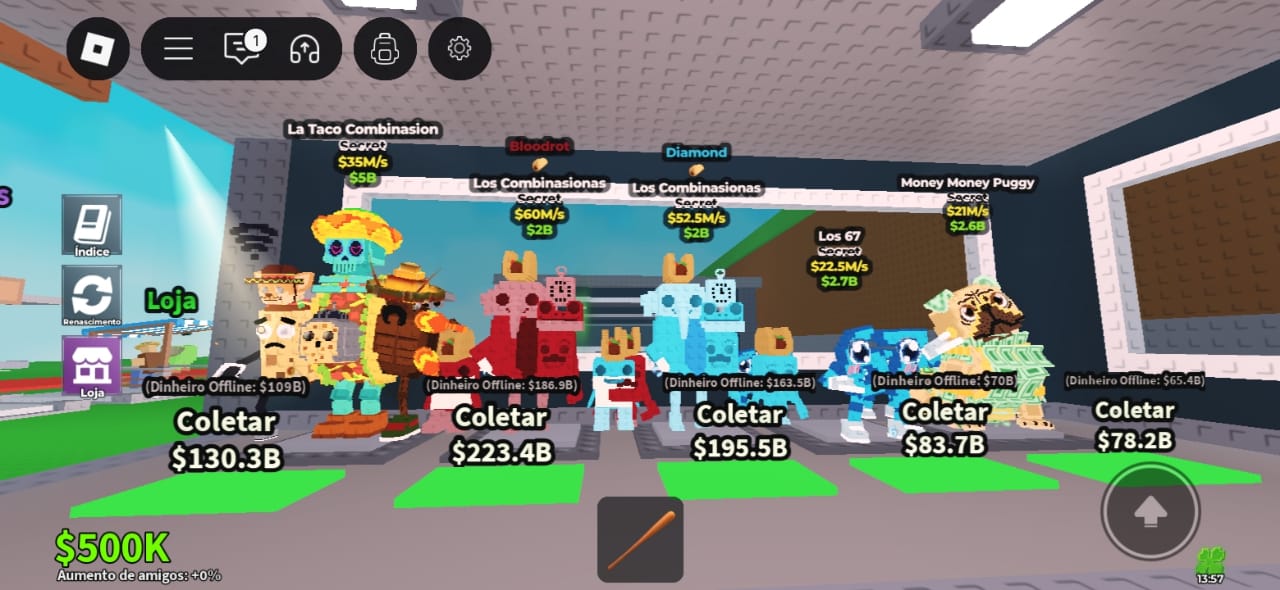 1
S
Índice
Renascimento
Loja
Loja
La Taco Combinasion
Secret
$35M/s
$5B
Bloodrot
Los Combinasionas
Secret
$60M/s
$2B
Diamond
Los Combinasionas
Secret
$52.5M/s
$2B
Los 67
Secret
$22.5M/s
$2.7B
Money Money Puggy
Secret
$21M/s
$2.6B
(Dinheiro Offline: $109B)
Coletar
$130.3B
(Dinheiro Offline: $186.9B)
Coletar
$223.4B
(Dinheiro Offline: $163.5B)
Coletar
$195.5B
(Dinheiro Offline: $70B)
Coletar
$83.7B
(Dinheiro Offline: $65.4B)
Coletar
$78.2B
$500K
Aumento de amigos: +0%
13:57